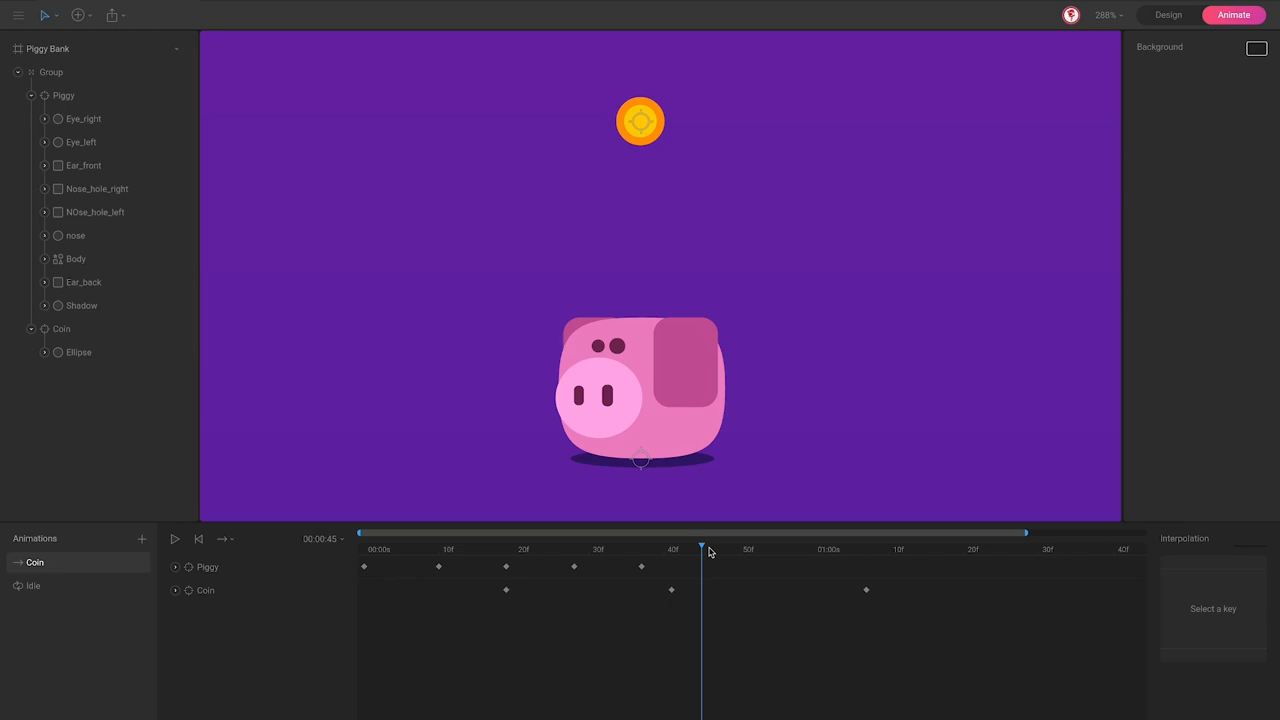 288%
Design
Animate
Piggy Bank
Background
Group
Piggy
Eye_right
Eye_left
Ear_front
Nose_hole_right
NOse_hole_left
nose
Body
Ear_back
Shadow
Coin
Ellipse
Animations
00:00:45
Interpolation
00:00s 10f 20f 30f 40f 50f 01:00s 10f 20f 30f 40f
Coin
Piggy
Idle
Coin
Select a key